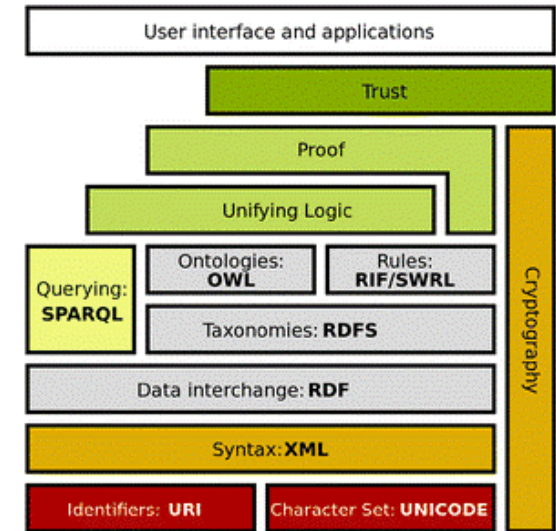 User interface and applications
Trust
Proof
Unifying Logic
Querying:
SPARQL
Ontologies:
OWL
Rules:
RIF/SWRL
Taxonomies: RDFS
Data interchange: RDF
Syntax: XML
Identifiers: URI
Character Set: UNICODE
Cryptography